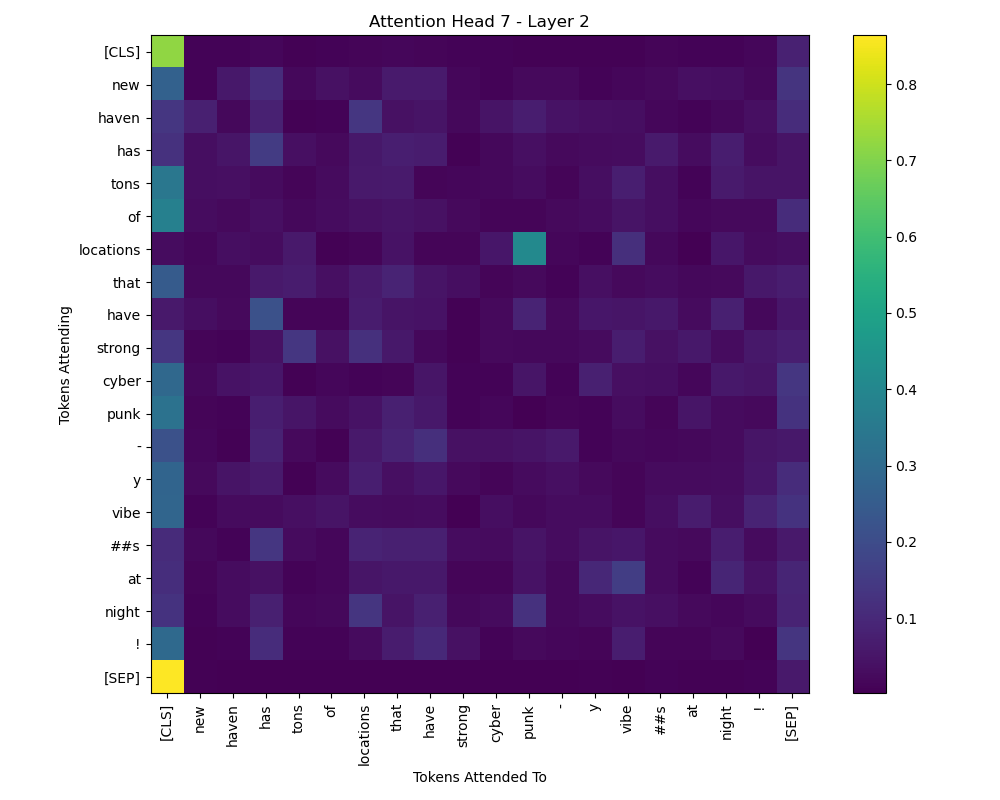 Attention Head 7 - Layer 2
Tokens Attending
[CLS]
new
haven
has
tons
of
locations
that
have
strong
cyber
punk
-
y
vibe
##s
at
night
!
[SEP]
[CLS]
new
haven
has
tons
of
locations
that
have
strong
cyber
punk
-
y
vibe
##s
at
night
!
[SEP]
Tokens Attended To
0.8
0.7
0.6
0.5
0.4
0.3
0.2
0.1